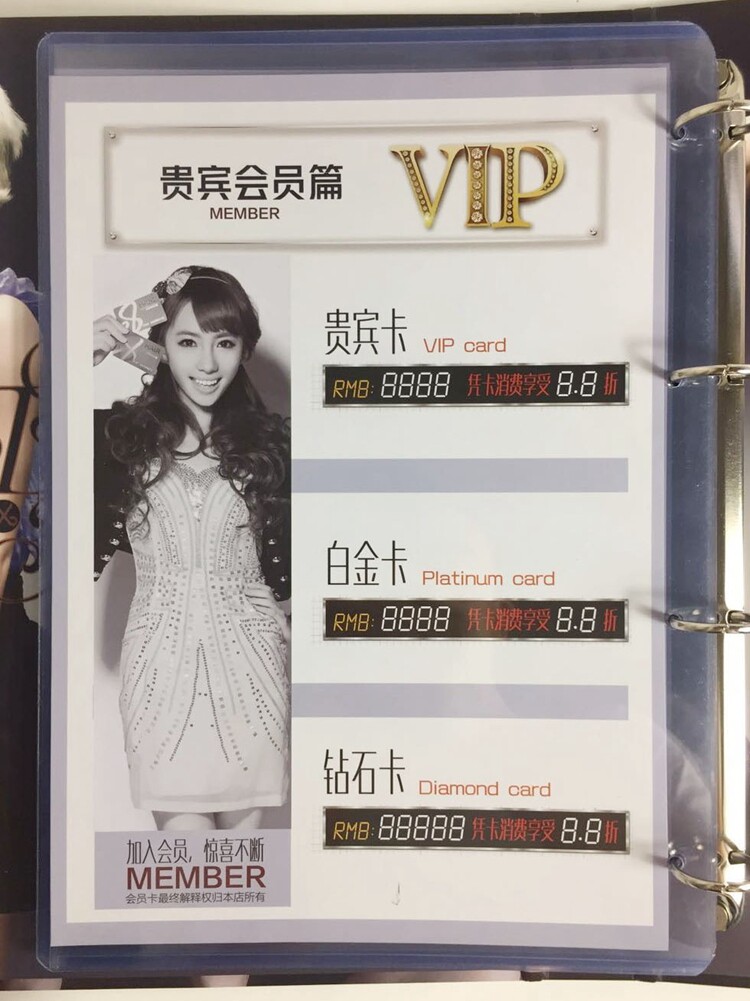 贵宾会员篇
MEMBER
VIP
贵宾卡 VIP card
RMB: 8888 凭卡消费享受 8.8 折
白金卡 Platinum card
RMB: 8888 凭卡消费享受 8.8 折
钻石卡 Diamond card
RMB: 88888 凭卡消费享受 8.8 折
加入会员, 惊喜不断
MEMBER
会员卡最终解释权归本店所有